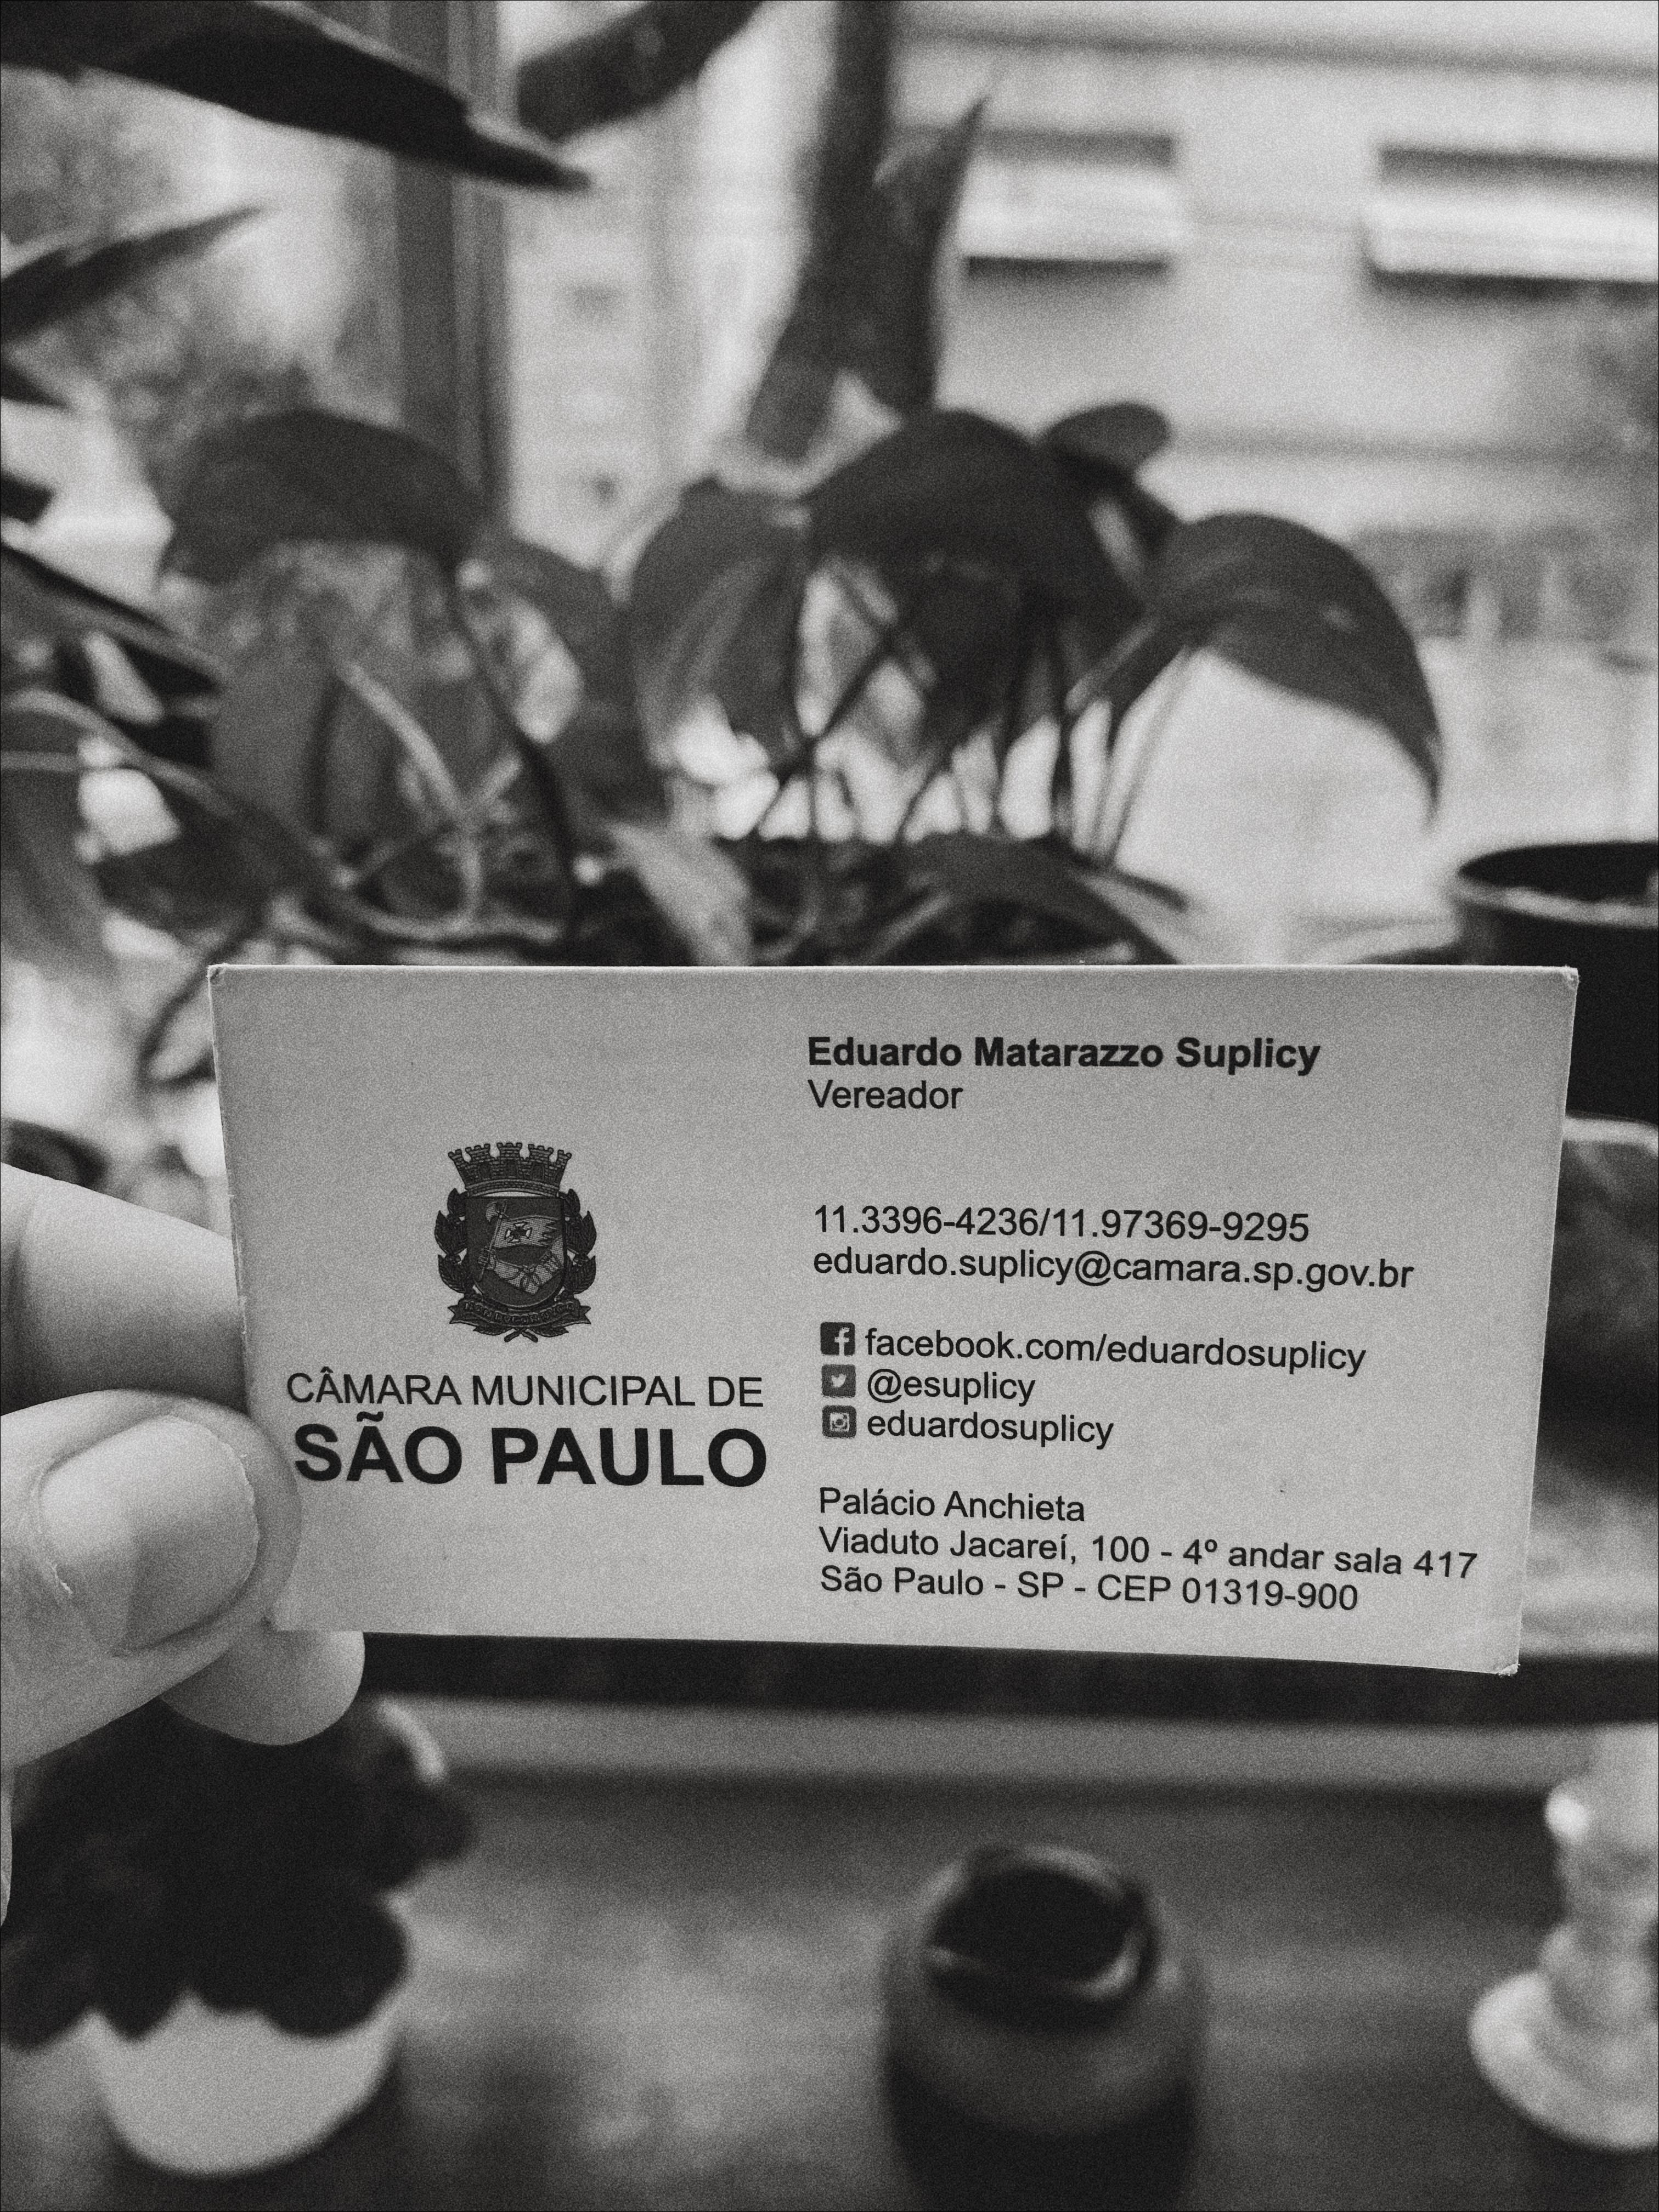 CÂMARA MUNICIPAL DE
SÃO PAULO
Eduardo Matarazzo Suplicy
Vereador
11.3396-4236/11.97369-9295
eduardo.suplicy@camara.sp.gov.br
facebook.com/eduardosuplicy
@esuplicy
eduardosuplicy
Palácio Anchieta
Viaduto Jacareí, 100 - 4º andar sala 417
São Paulo - SP - CEP 01319-900